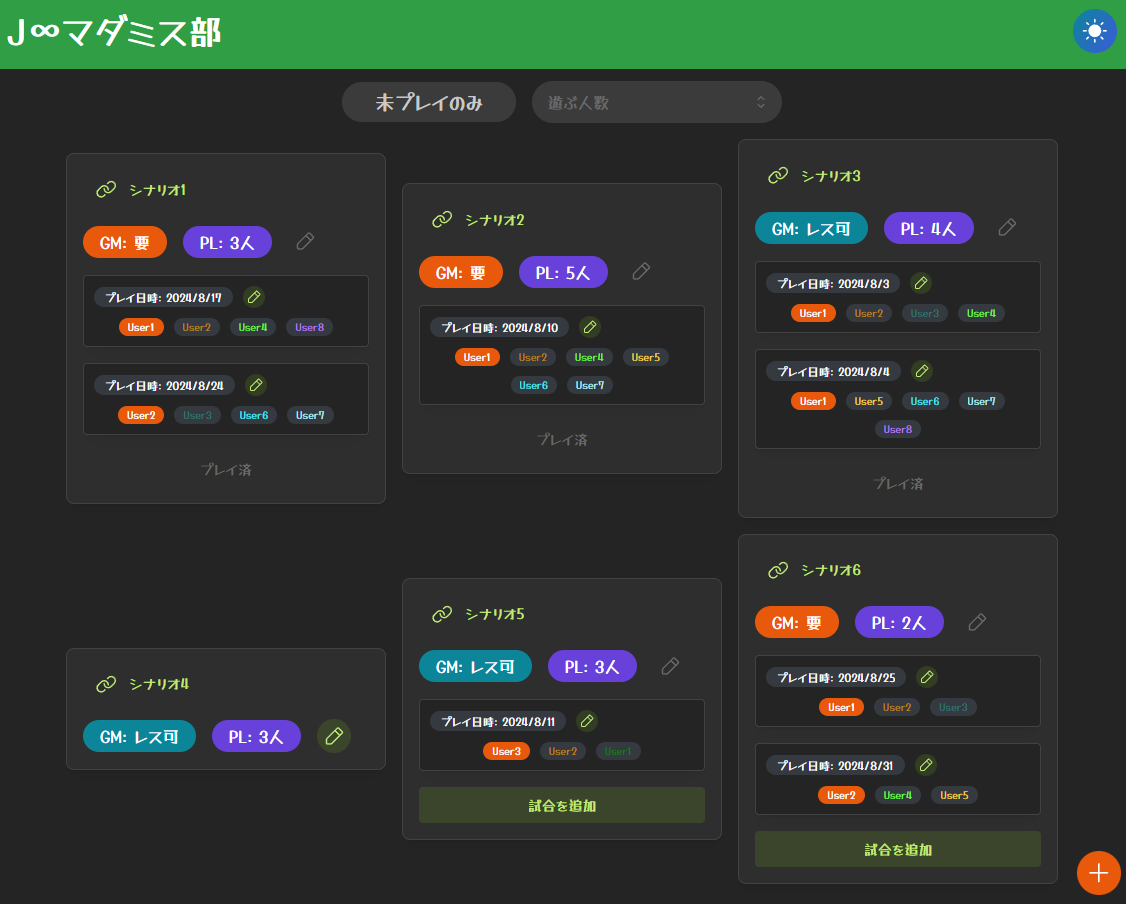 J∞マダミス部
未プレイのみ
遊ぶ人数
シナリオ1
GM: 要 PL: 3人
プレイ日時: 2024/8/17
User1 User2 User4 User8
プレイ日時: 2024/8/24
User2 User3 User6 User7
プレイ済
シナリオ2
GM: 要 PL: 5人
プレイ日時: 2024/8/10
User1 User2 User4 User5
User6 User7
プレイ済
シナリオ3
GM: レス可 PL: 4人
プレイ日時: 2024/8/3
User1 User2 User3 User4
プレイ日時: 2024/8/4
User1 User5 User6 User7
User8
プレイ済
シナリオ4
GM: レス可 PL: 3人
シナリオ5
GM: レス可 PL: 3人
プレイ日時: 2024/8/11
User3 User2 User1
試合を追加
シナリオ6
GM: 要 PL: 2人
プレイ日時: 2024/8/25
User1 User2 User3
プレイ日時: 2024/8/31
User2 User4 User5
試合を追加